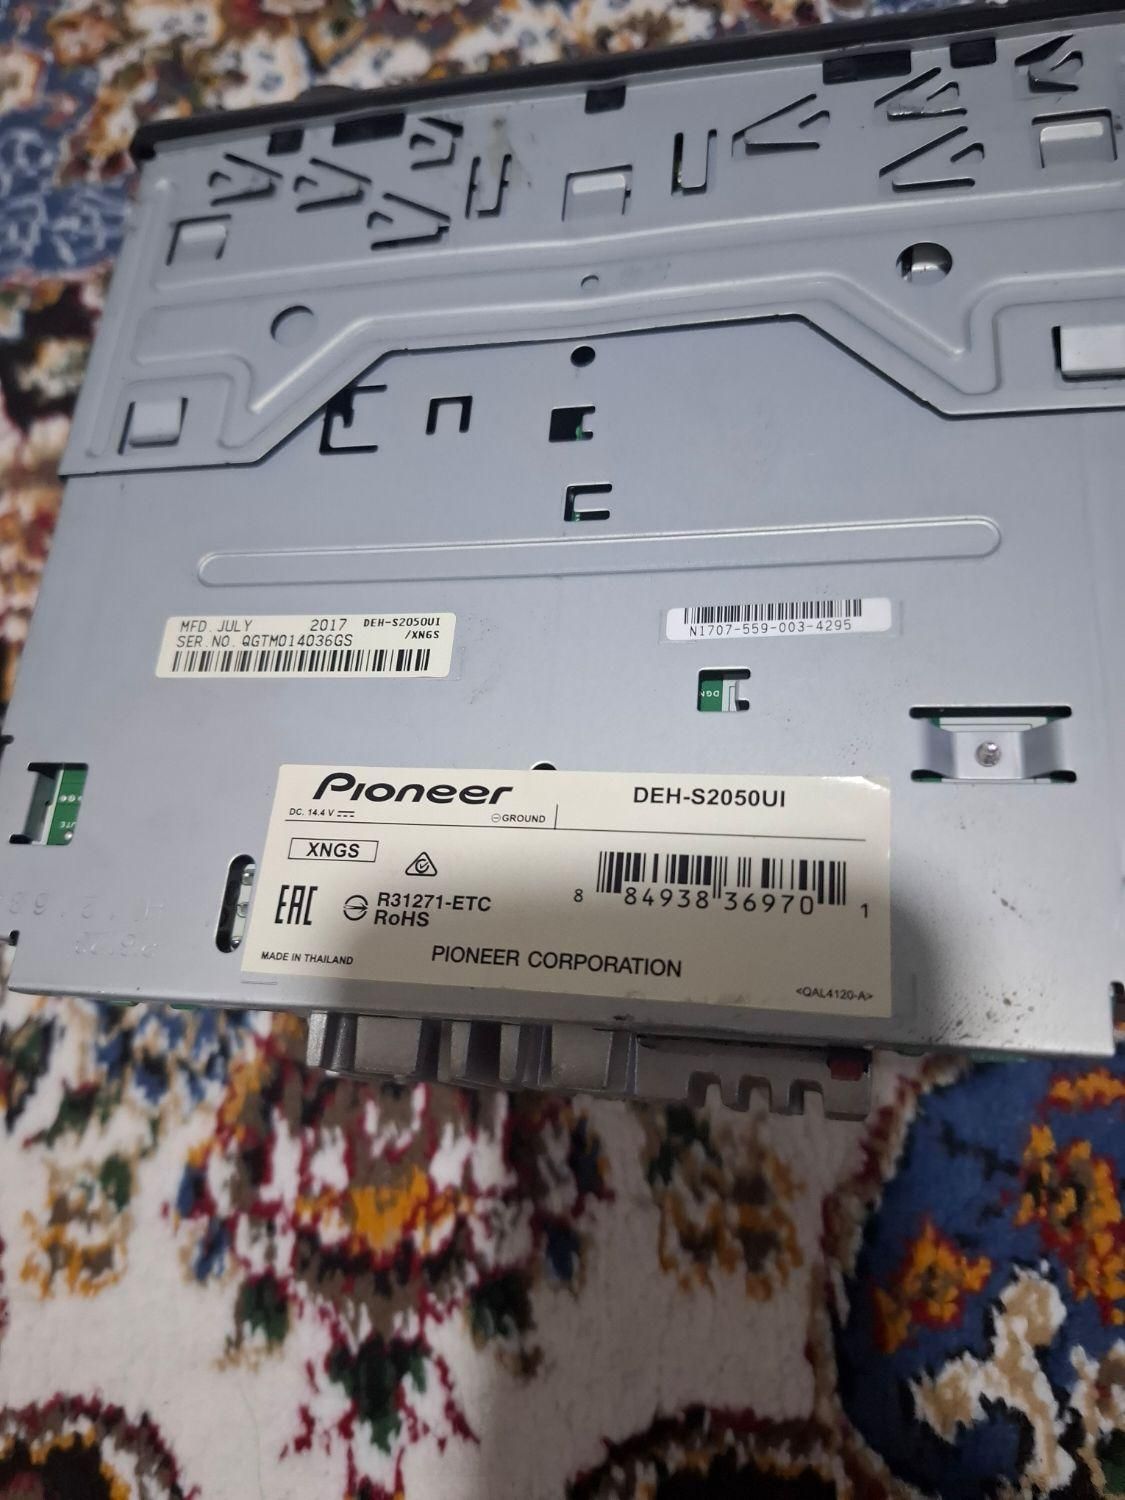 MFD. JULY 2017 DEH-S2050UI
/XNGS
SER.NO. QGTM014036GS
N1707-559-003-4295
DGN
Pioneer
DEH-S2050UI
DC. 14.4 V
GROUND
XNGS
EAC
R31271-ETC
RoHS
8 84938 36970 1
MADE IN THAILAND
PIONEER CORPORATION
<QAL4120-A>